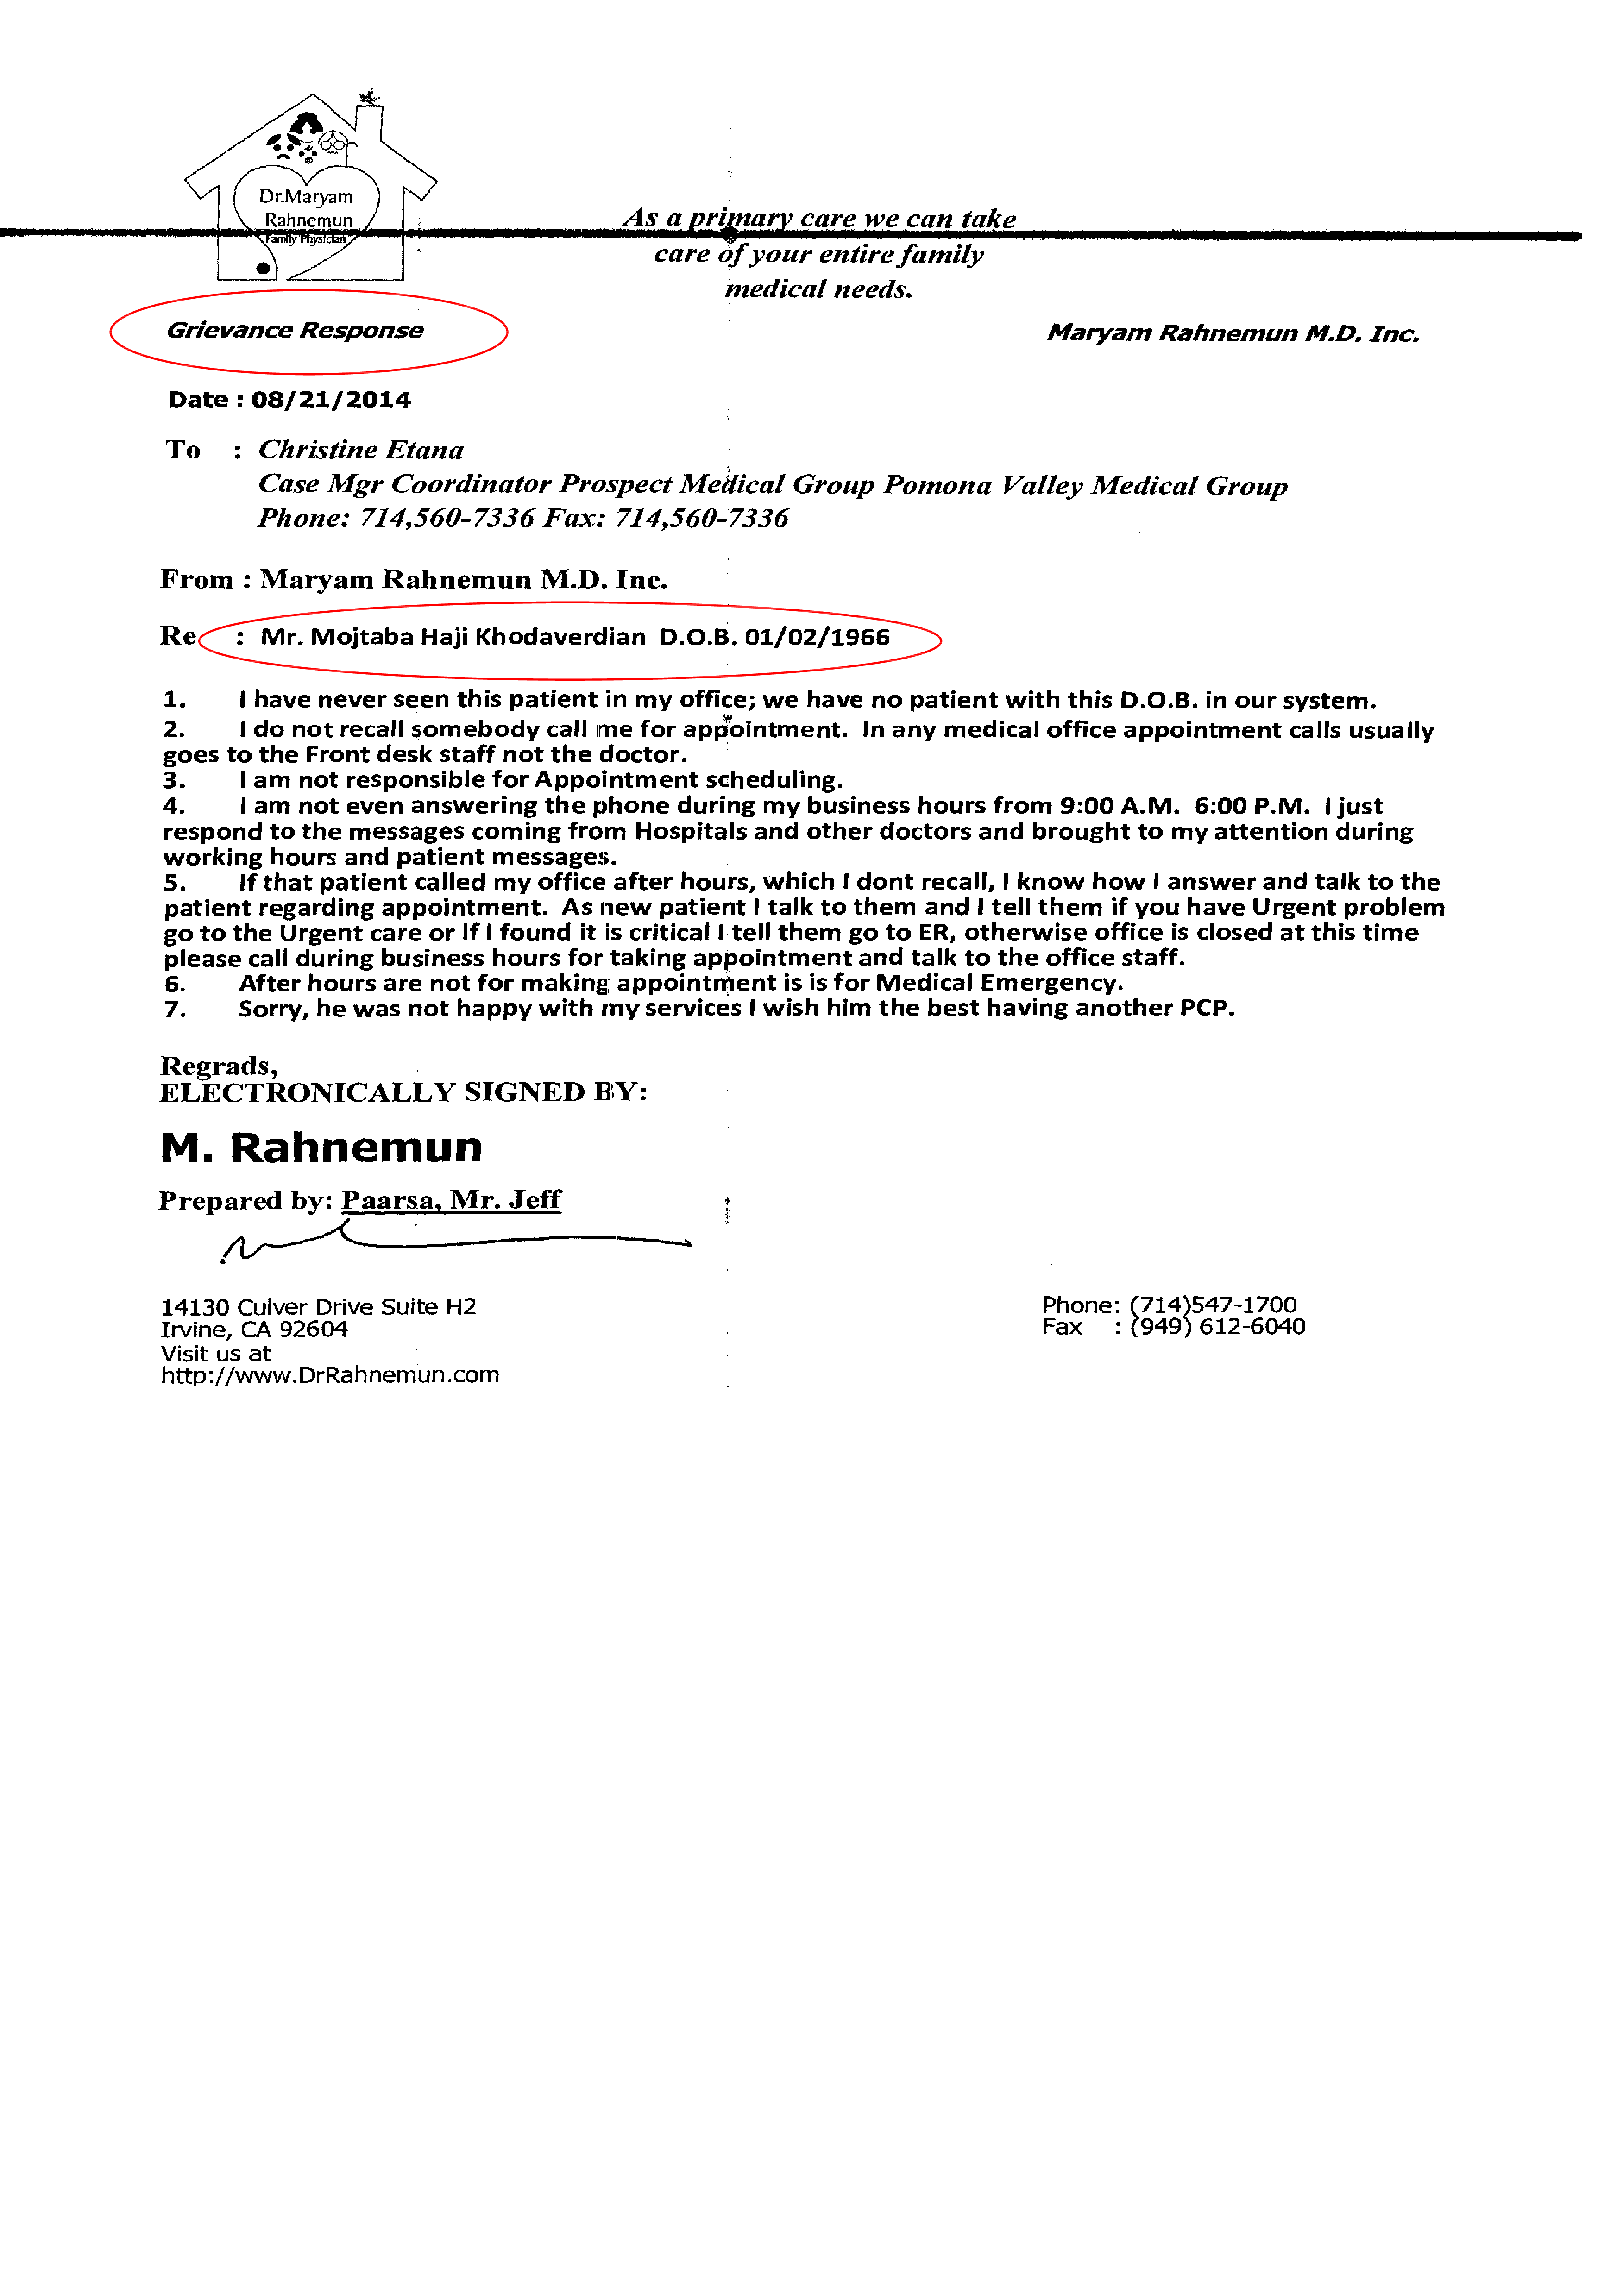 Dr.Maryam
Rahnemun
Family Physician
As a primary care we can take
care of your entire family
medical needs.
Grievance Response
Maryam Rahnemun M.D. Inc.
Date : 08/21/2014
To : Christine Etana
Case Mgr Coordinator Prospect Medical Group Pomona Valley Medical Group
Phone: 714,560-7336 Fax: 714,560-7336
From : Maryam Rahnemun M.D. Inc.
Re : Mr. Mojtaba Haji Khodaverdian D.O.B. 01/02/1966
1. I have never seen this patient in my office; we have no patient with this D.O.B. in our system.
2. I do not recall somebody call me for appointment. In any medical office appointment calls usually
goes to the Front desk staff not the doctor.
3. I am not responsible for Appointment scheduling.
4. I am not even answering the phone during my business hours from 9:00 A.M. 6:00 P.M. I just
respond to the messages coming from Hospitals and other doctors and brought to my attention during
working hours and patient messages.
5. If that patient called my office after hours, which I dont recall, I know how I answer and talk to the
patient regarding appointment. As new patient I talk to them and I tell them if you have Urgent problem
go to the Urgent care or If I found it is critical I tell them go to ER, otherwise office is closed at this time
please call during business hours for taking appointment and talk to the office staff.
6. After hours are not for making appointment is is for Medical Emergency.
7. Sorry, he was not happy with my services I wish him the best having another PCP.
Regrads,
ELECTRONICALLY SIGNED BY:
M. Rahnemun
Prepared by: Paarsa, Mr. Jeff
14130 Culver Drive Suite H2
Irvine, CA 92604
Visit us at
http://www.DrRahnemun.com
Phone: (714)547-1700
Fax : (949) 612-6040